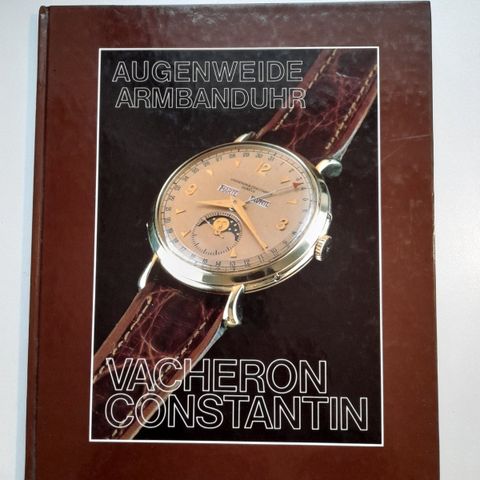 AUGENWEIDE
ARMBANDUHR
VACHERON
CONSTANTIN